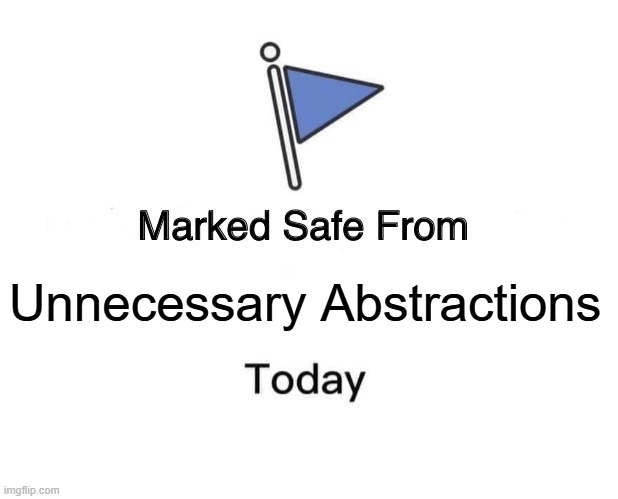 Marked Safe From
Unnecessary Abstractions
Today
imgflip.com